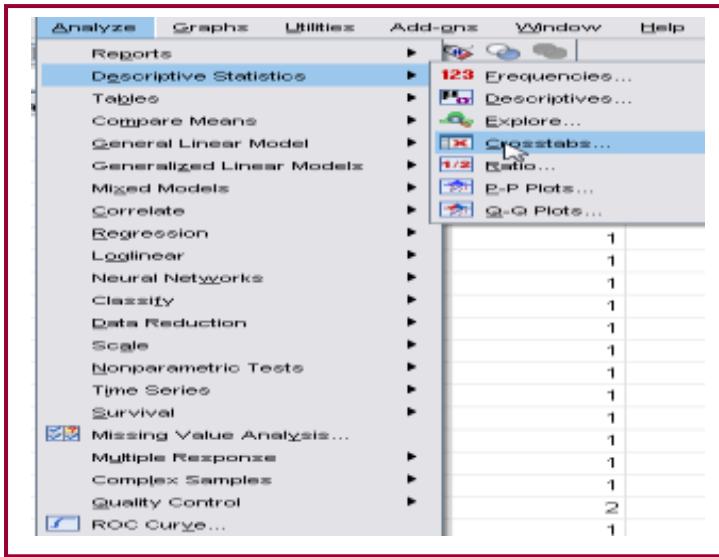 Analyze Graphs Utilities Add-ons Window Help
Reports
Descriptive Statistics
Tables
Compare Means
General Linear Model
Generalized Linear Models
Mixed Models
Correlate
Regression
Loglinear
Neural Networks
Classify
Data Reduction
Scale
Nonparametric Tests
Time Series
Survival
Missing Value Analysis...
Multiple Response
Complex Samples
Quality Control
ROC Curve...
123 Frequencies...
Descriptives...
Explore...
Crosstabs...
1/2 Ratio...
P-P Plots...
Q-Q Plots...
1
1
1
1
1
1
1
1
1
1
1
1
2
1